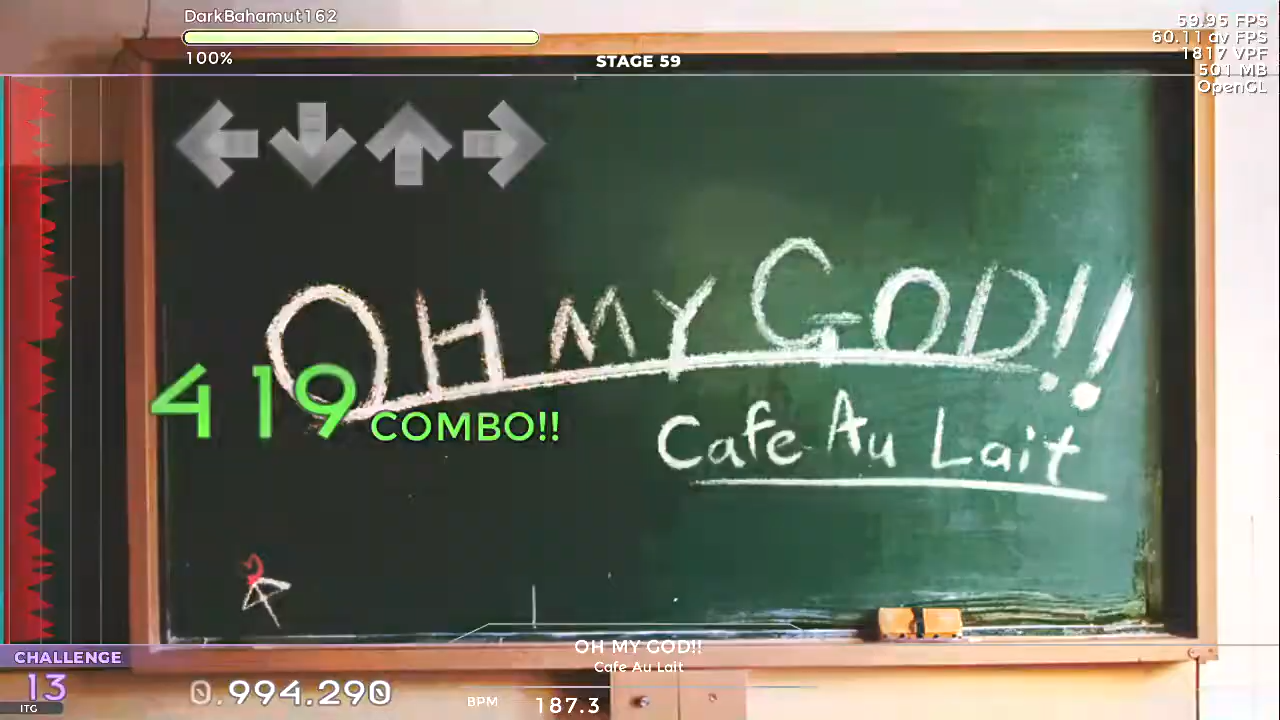 DarkBahamut162
100%
STAGE 59
59.95 FPS
60.11 av FPS
1817 VPF
501 MB
OpenGL
OH MY GOD!!
Cafe Au Lait
419 COMBO!!
OH MY GOD!!
Cafe Au Lait
CHALLENGE
13
ITG
0.994.290
BPM 187.3